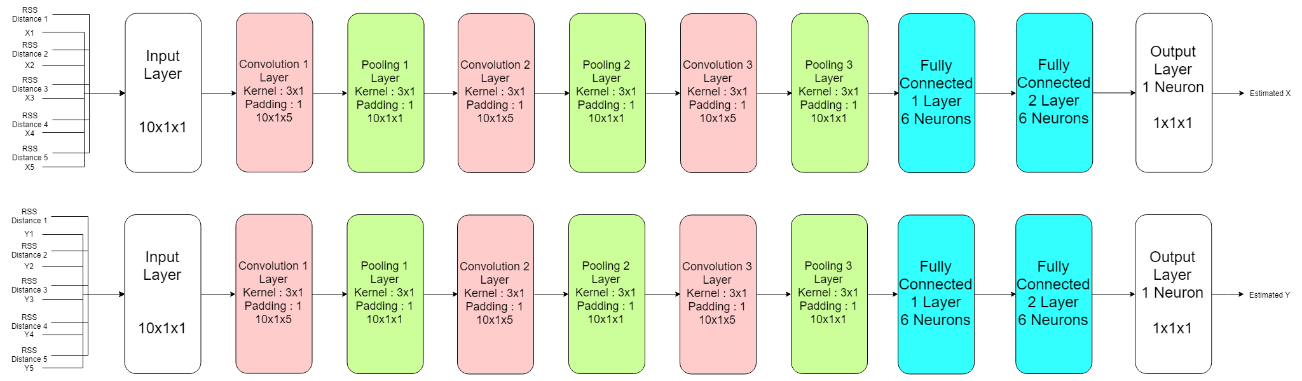 RSS
Distance 1
X1
RSS
Distance 2
X2
RSS
Distance 3
X3
RSS
Distance 4
X4
RSS
Distance 5
X5
Input
Layer
10x1x1
Convolution 1
Layer
Kernel : 3x1
Padding : 1
10x1x5
Pooling 1
Layer
Kernel : 3x1
Padding : 1
10x1x1
Convolution 2
Layer
Kernel : 3x1
Padding : 1
10x1x5
Pooling 2
Layer
Kernel : 3x1
Padding : 1
10x1x1
Convolution 3
Layer
Kernel : 3x1
Padding : 1
10x1x5
Pooling 3
Layer
Kernel : 3x1
Padding : 1
10x1x1
Fully
Connected
1 Layer
6 Neurons
Fully
Connected
2 Layer
6 Neurons
Output
Layer
1 Neuron
1x1x1
Estimated X
RSS
Distance 1
Y1
RSS
Distance 2
Y2
RSS
Distance 3
Y3
RSS
Distance 4
Y4
RSS
Distance 5
Y5
Input
Layer
10x1x1
Convolution 1
Layer
Kernel : 3x1
Padding : 1
10x1x5
Pooling 1
Layer
Kernel : 3x1
Padding : 1
10x1x1
Convolution 2
Layer
Kernel : 3x1
Padding : 1
10x1x5
Pooling 2
Layer
Kernel : 3x1
Padding : 1
10x1x1
Convolution 3
Layer
Kernel : 3x1
Padding : 1
10x1x5
Pooling 3
Layer
Kernel : 3x1
Padding : 1
10x1x1
Fully
Connected
1 Layer
6 Neurons
Fully
Connected
2 Layer
6 Neurons
Output
Layer
1 Neuron
1x1x1
Estimated Y